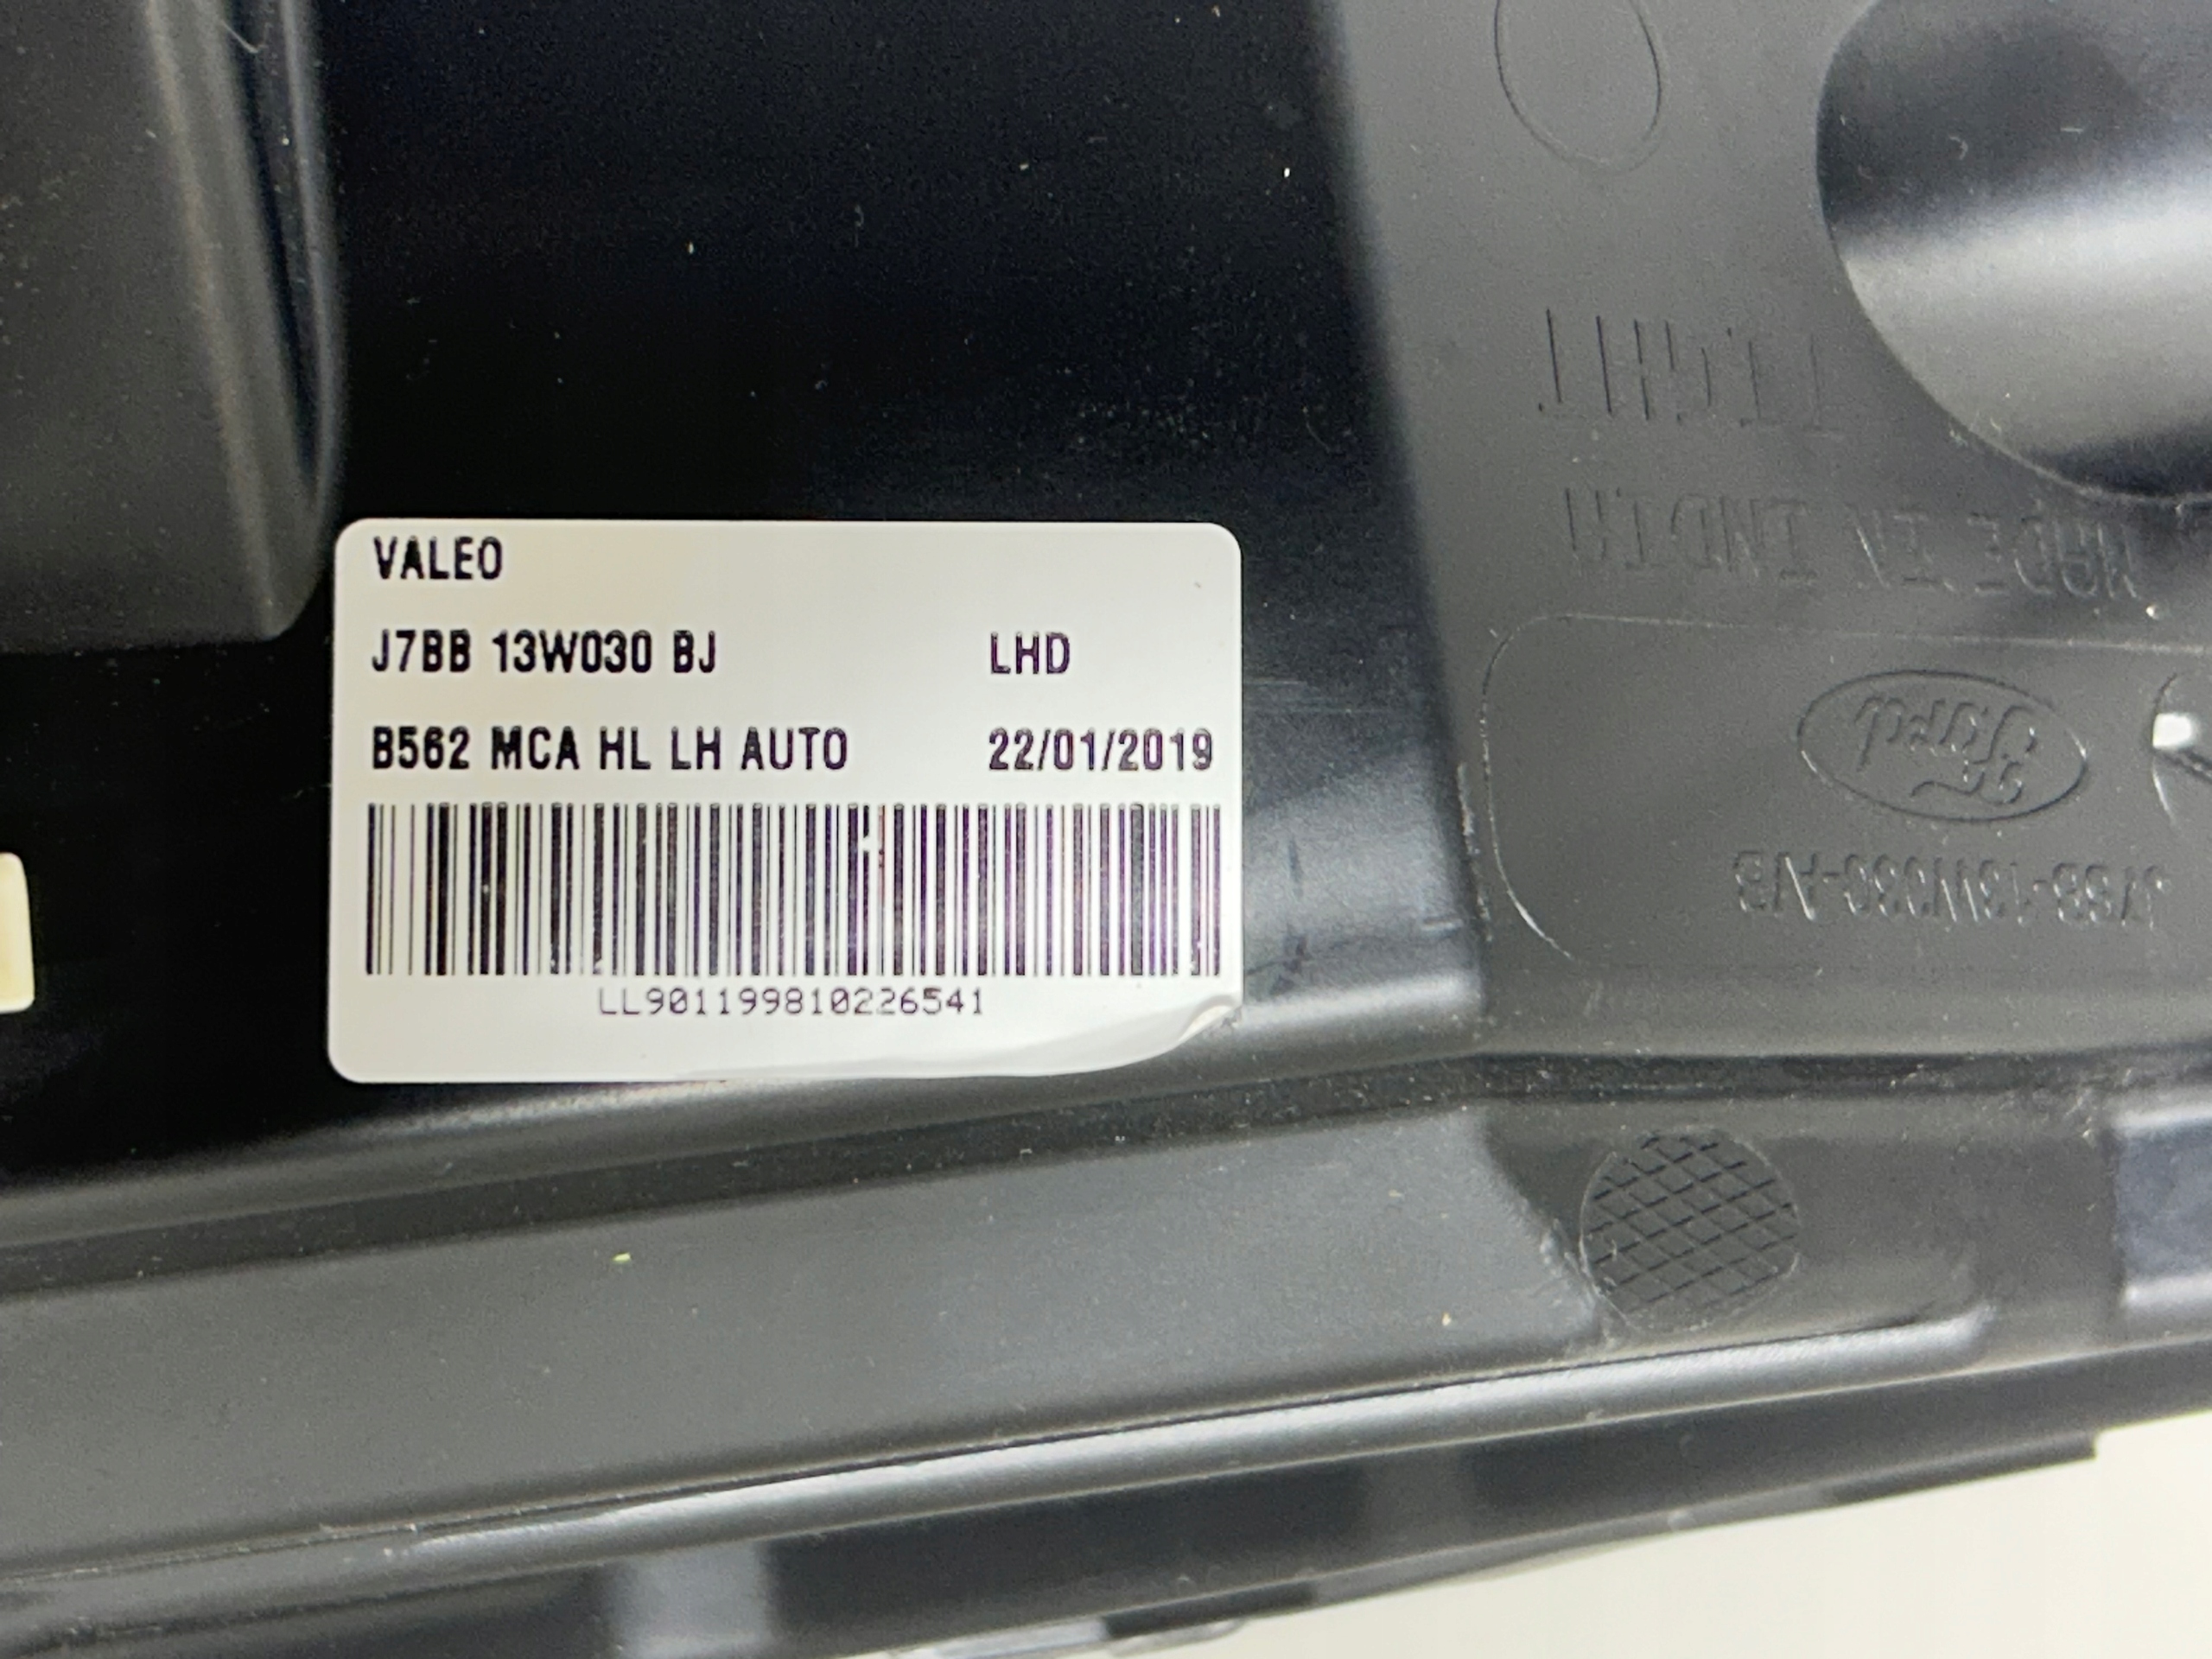 VALEO
J7BB 13W030 BJ LHD
B562 MCA HL LH AUTO 22/01/2019
LL901199810226541
MADE IN INDIA
Ford